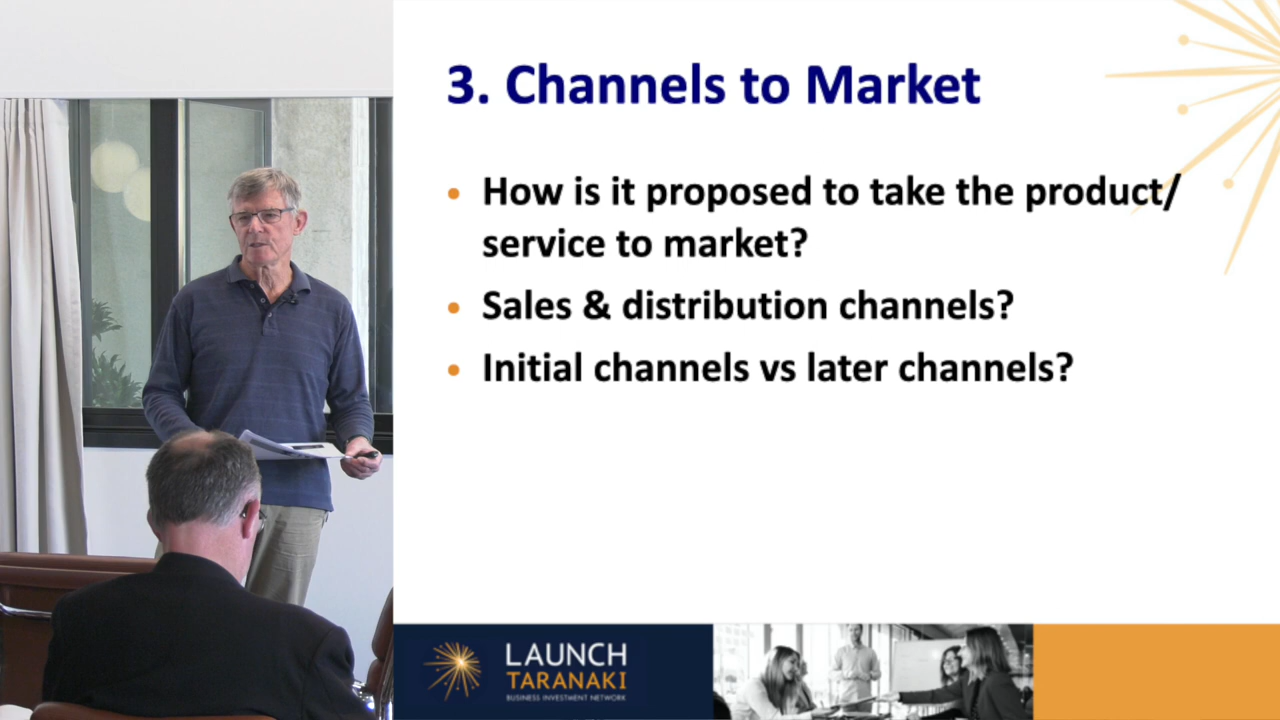 3. Channels to Market
• How is it proposed to take the product/
service to market?
• Sales & distribution channels?
• Initial channels vs later channels?
LAUNCH
TARANAKI
BUSINESS INVESTMENT NETWORK